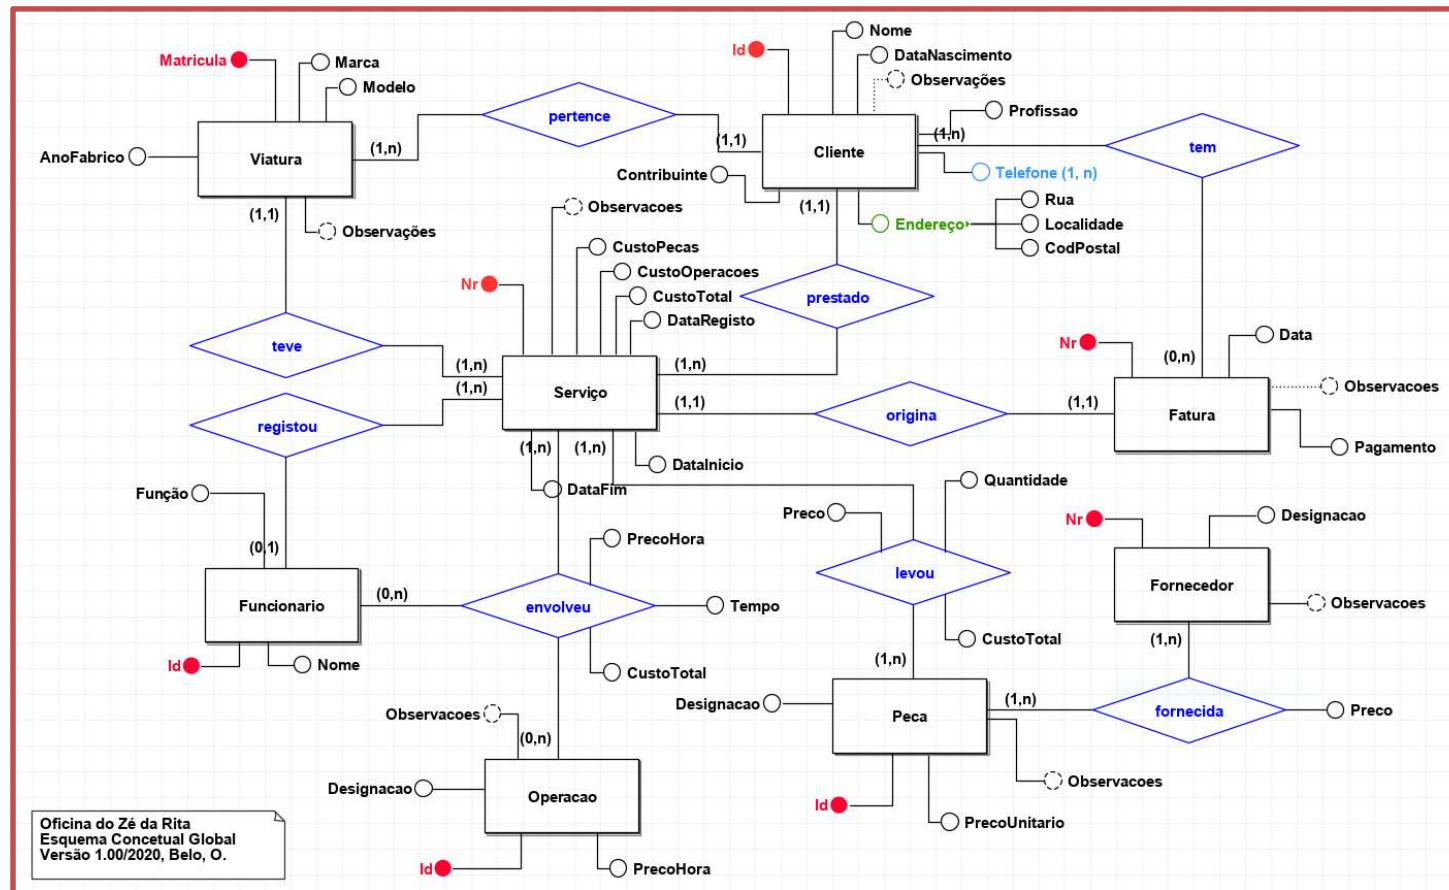 Nome
Id
DataNascimento
Matricula
Marca
Observações
Modelo
Profissao
pertence
(1,n)
(1,1)
(1,n)
tem
AnoFabrico
Viatura
Cliente
Contribuinte
Telefone (1, n)
(1,1)
(1,1)
Rua
Observacoes
Endereço
Localidade
Observações
CodPostal
CustoPecas
CustoOperacoes
Nr
CustoTotal
prestado
DataRegisto
Data
teve
Nr
(1,n)
(1,n)
(0,n)
(1,n)
Serviço
Observacoes
registou
(1,1)
origina
(1,1)
Fatura
(1,n)
(1,n)
Pagamento
DataInicio
Função
DataFim
Quantidade
Preco
Designacao
Nr
PrecoHora
(0,1)
levou
Fornecedor
Funcionario
(0,n)
envolveu
Tempo
Observacoes
CustoTotal
(1,n)
Id
Nome
(1,n)
CustoTotal
Designacao
(1,n)
Observacoes
Peca
fornecida
Preco
(0,n)
Observacoes
Designacao
Operacao
Id
PrecoUnitario
Oficina do Zé da Rita
Esquema Concetual Global
Versão 1.00/2020, Belo, O.
Id
PrecoHora